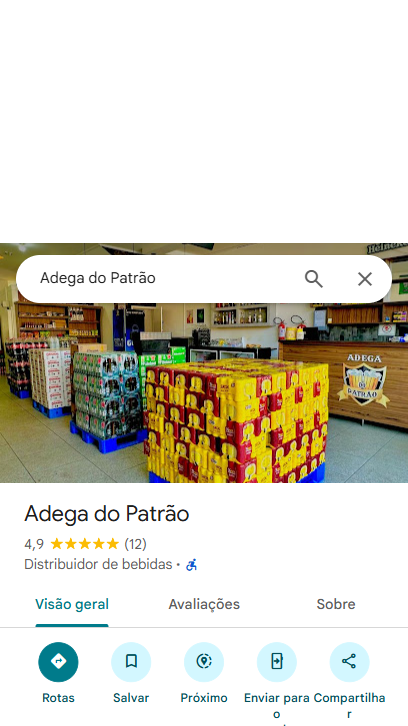 Adega do Patrão
ADEGA
PATRÃO
Adega do Patrão
4,9 (12)
Distribuidor de bebidas ·
Visão geral
Avaliações
Sobre
Rotas
Salvar
Próximo
Enviar para
o
Compartilha
r